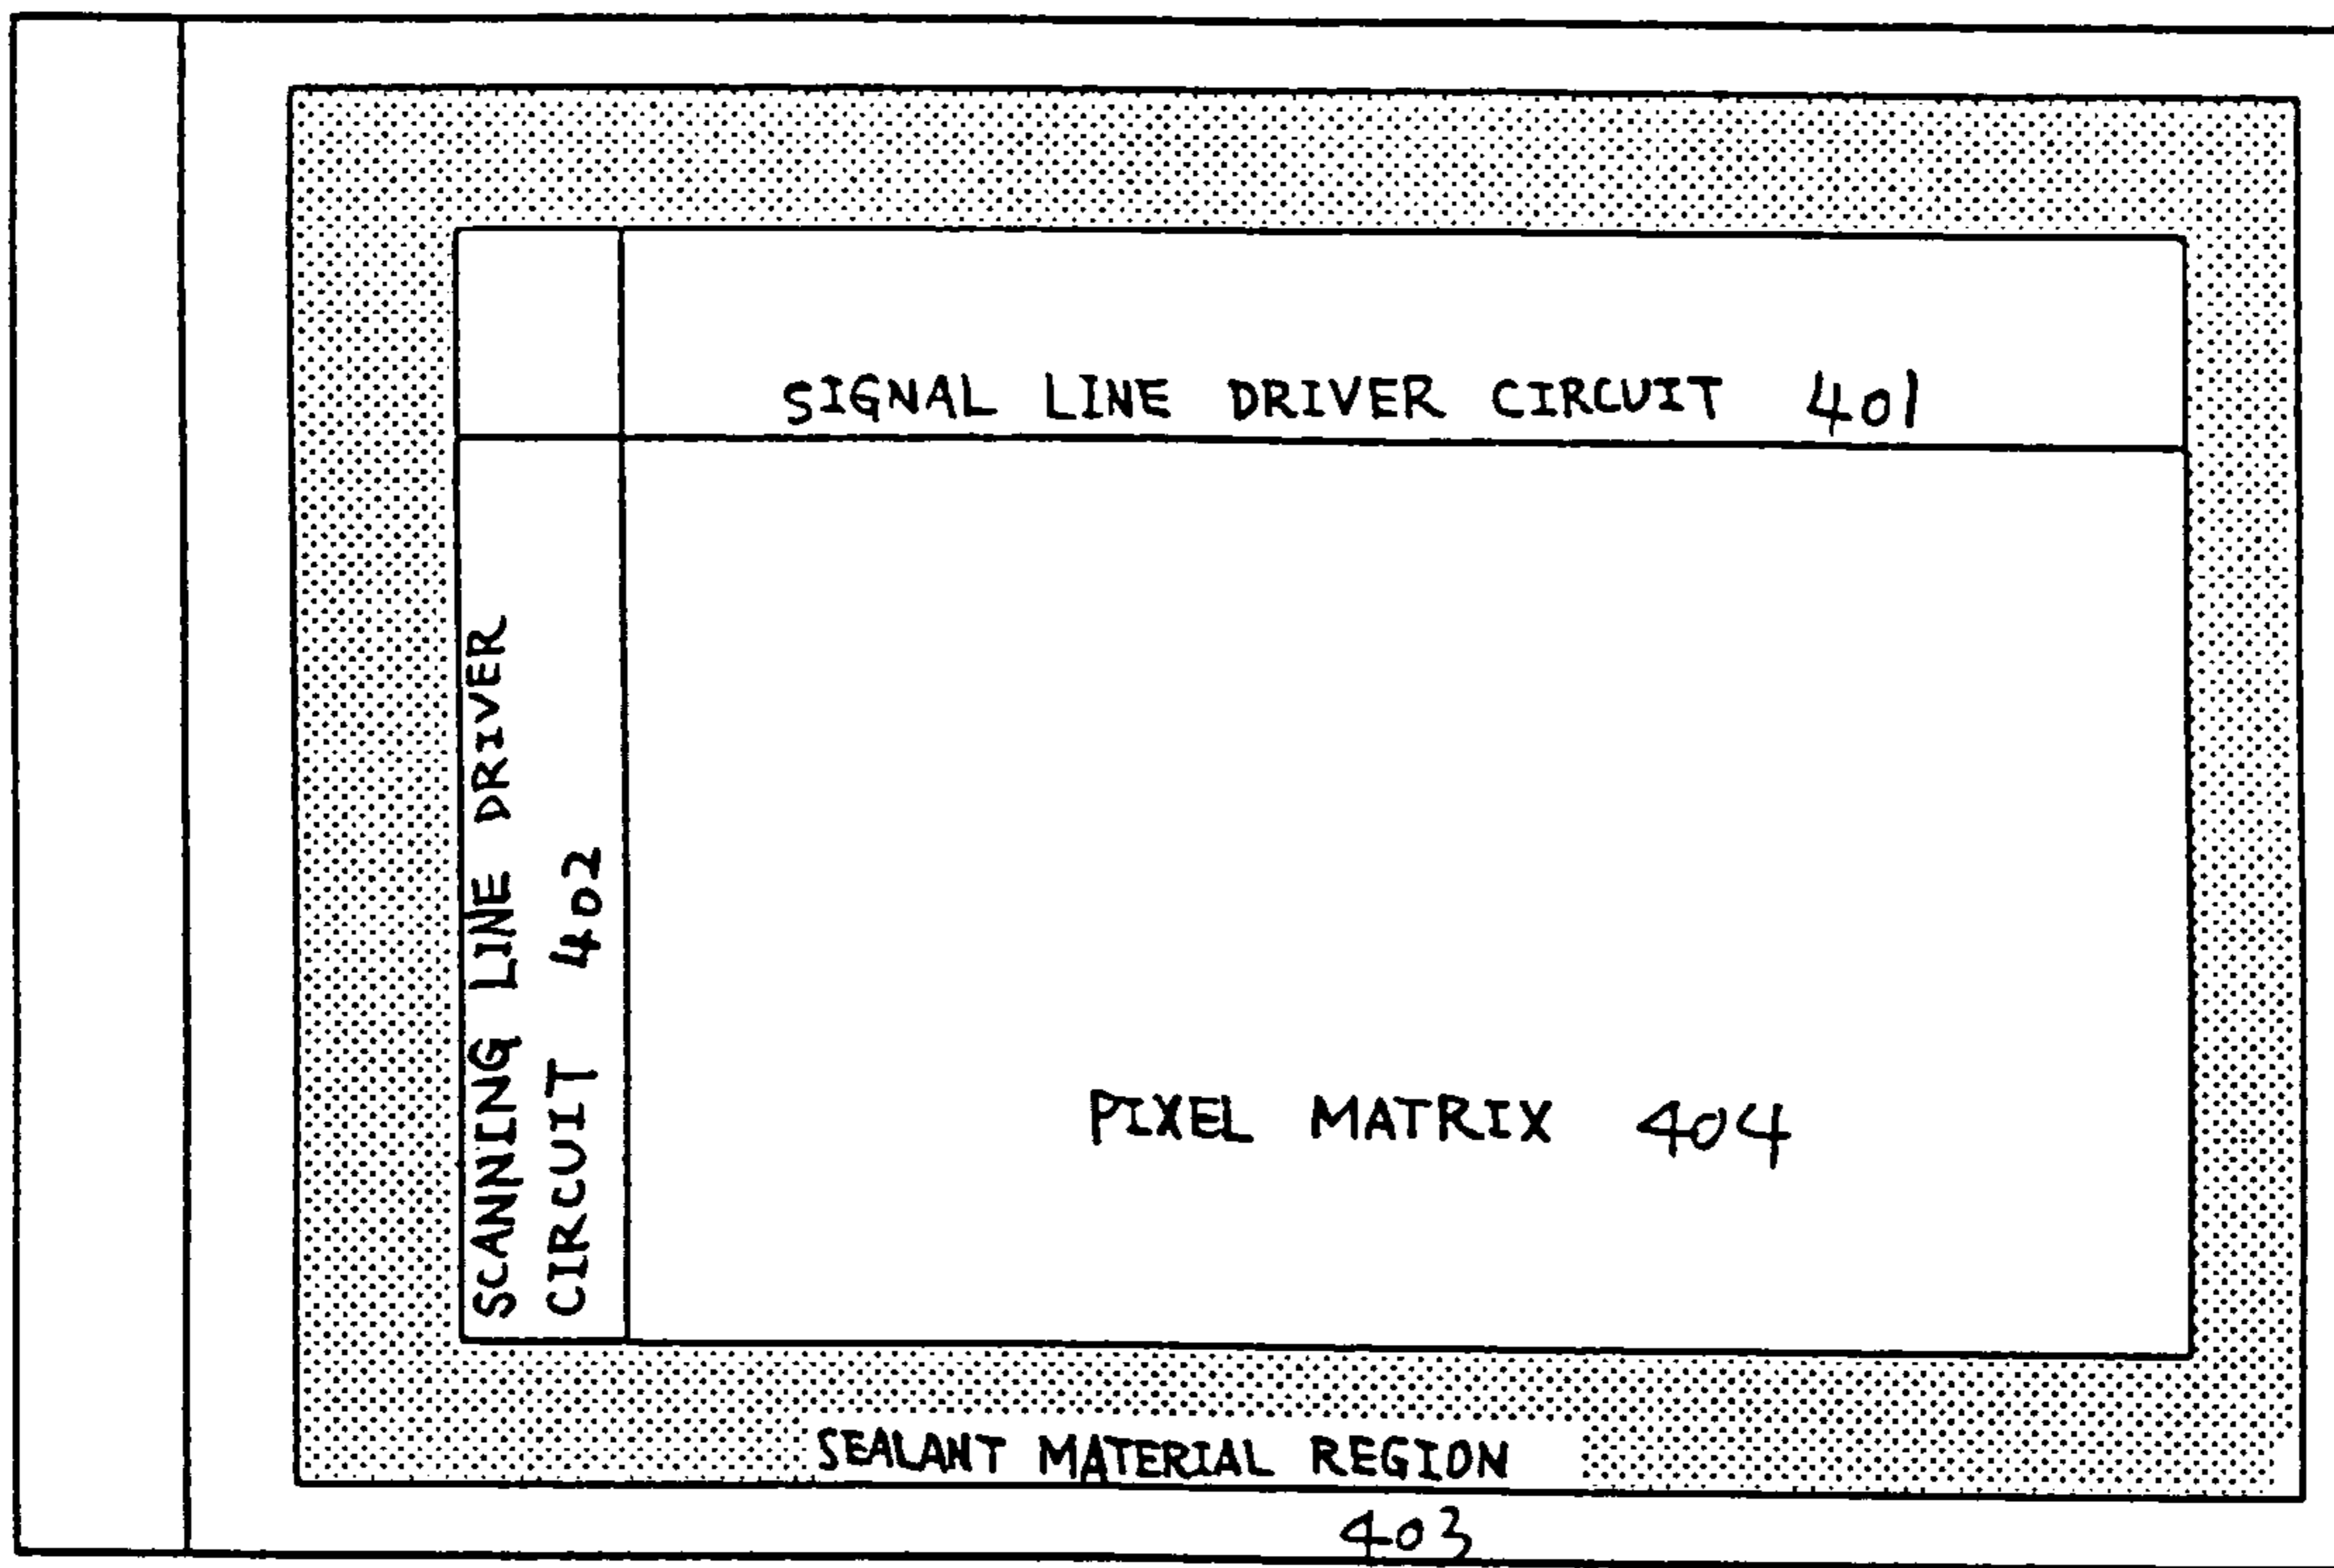 SIGNAL LINE DRIVER CIRCUIT 401
SCANNING LINE DRIVER
CIRCUIT 402
PIXEL MATRIX 404
SEALANT MATERIAL REGION
403